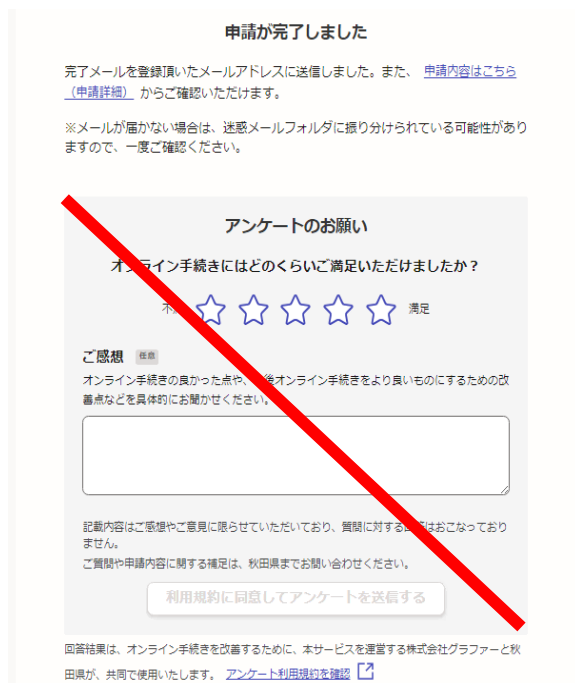 申請が完了しました
完了メールを登録頂いたメールアドレスに送信しました。また、 申請内容はこちら
（申請詳細） からご確認いただけます。
※メールが届かない場合は、迷惑メールフォルダに振り分けられている可能性があり
ますので、一度ご確認ください。
アンケートのお願い
オンライン手続きにはどのくらいご満足いただけましたか？
不 満足
ご感想 任意
オンライン手続きの良かった点や、後オンライン手続きをより良いものにするための改
善点などを具体的にお聞かせください。
記載内容はご感想やご意見に限らせていただいており、質問に対する はおこなっており
ません。
ご質問や申請内容に関する補足は、秋田県までお問い合わせください。
利用規約に同意してアンケートを送信する
回答結果は、オンライン手続きを改善するために、本サービスを運営する株式会社グラファーと秋
田県が、共同で使用いたします。 アンケート利用規約を確認